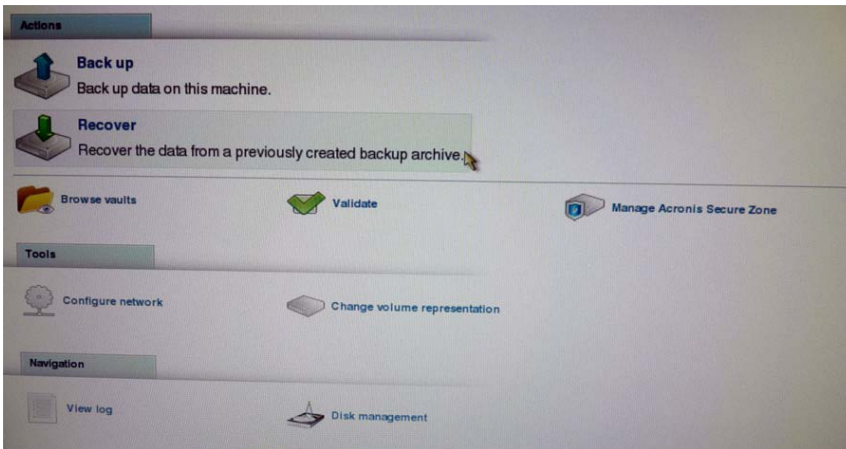 Actions
Back up
Back up data on this machine.
Recover
Recover the data from a previously created backup archive.
Browse vaults
Validate
Manage Acronis Secure Zone
Tools
Configure network
Change volume representation
Navigation
View log
Disk management